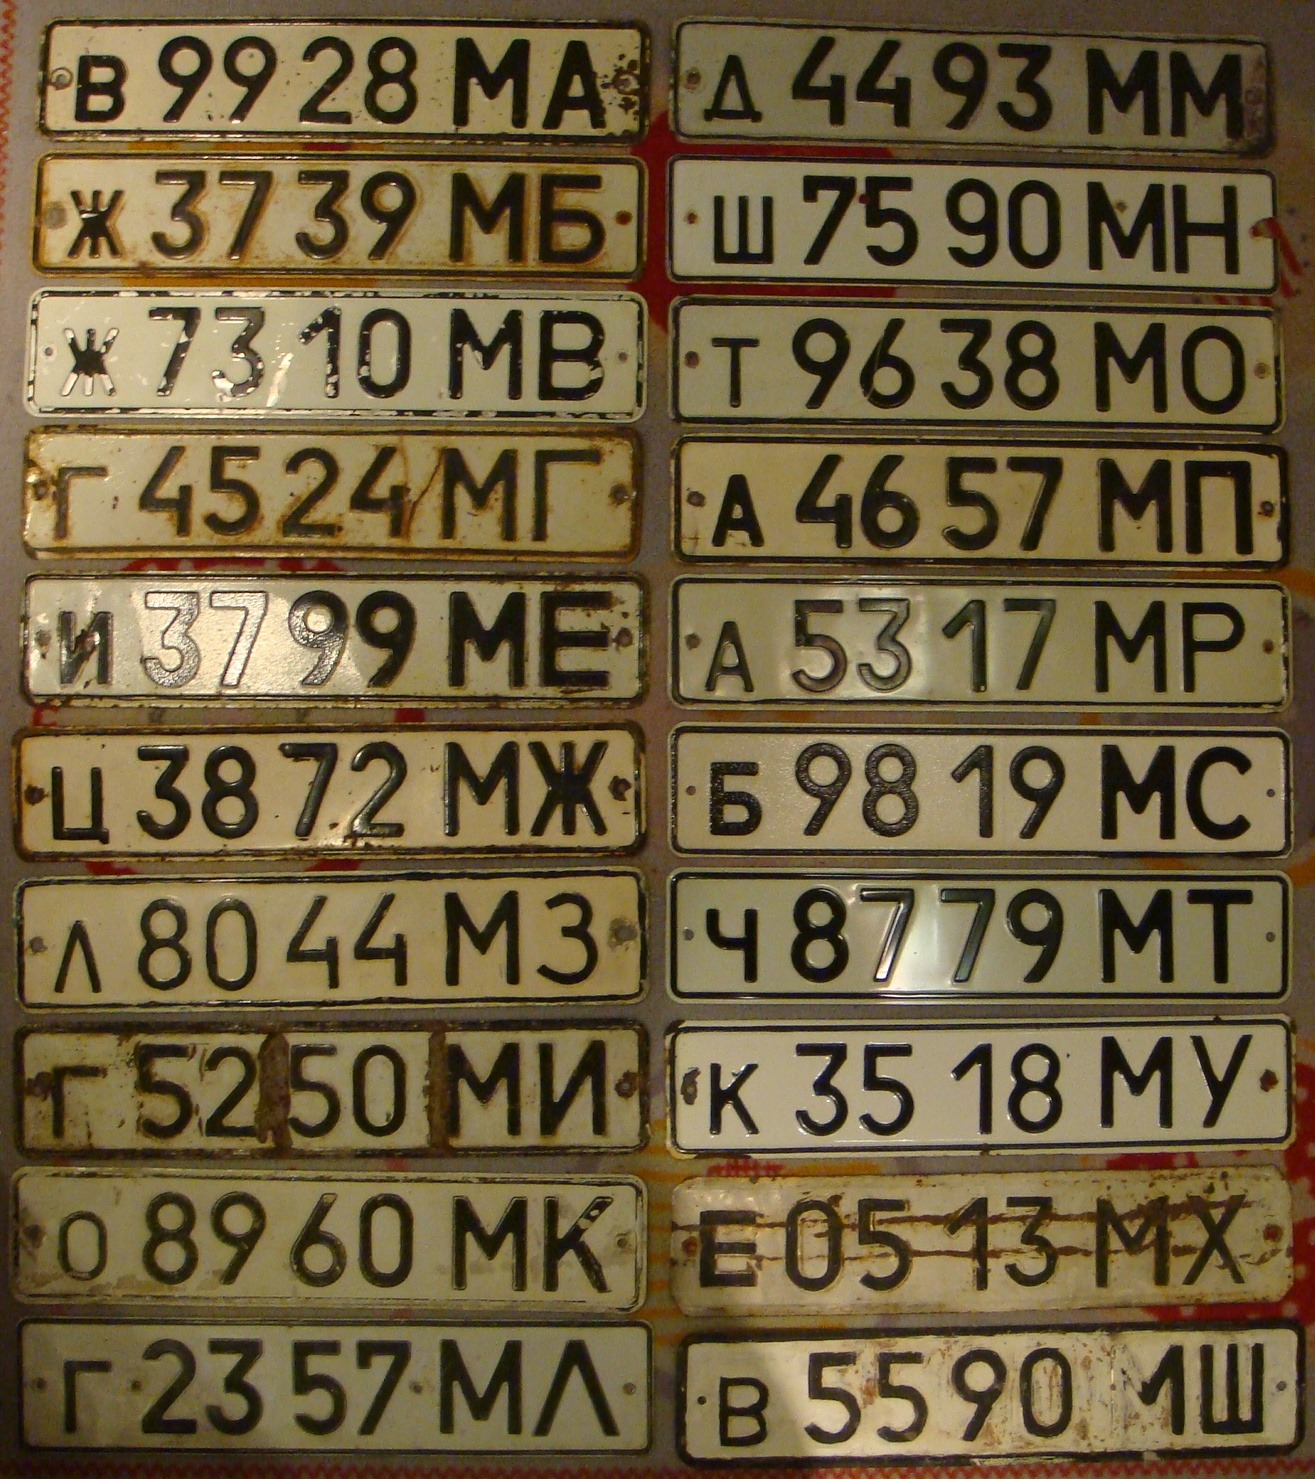 в 99 28 МА
ж 37 39 МБ
ж 73 10 МВ
г 45 24 МГ
и 37 99 МЕ
ц 38 72 МЖ
л 80 44 МЗ
г 52 50 МИ
о 89 60 МК
г 23 57 МЛ
д 44 93 ММ
ш 75 90 МН
т 96 38 МО
а 46 57 МП
а 53 17 МР
б 98 19 МС
ч 87 79 МТ
к 35 18 МУ
Е 05 13 МХ
в 55 90 МШ